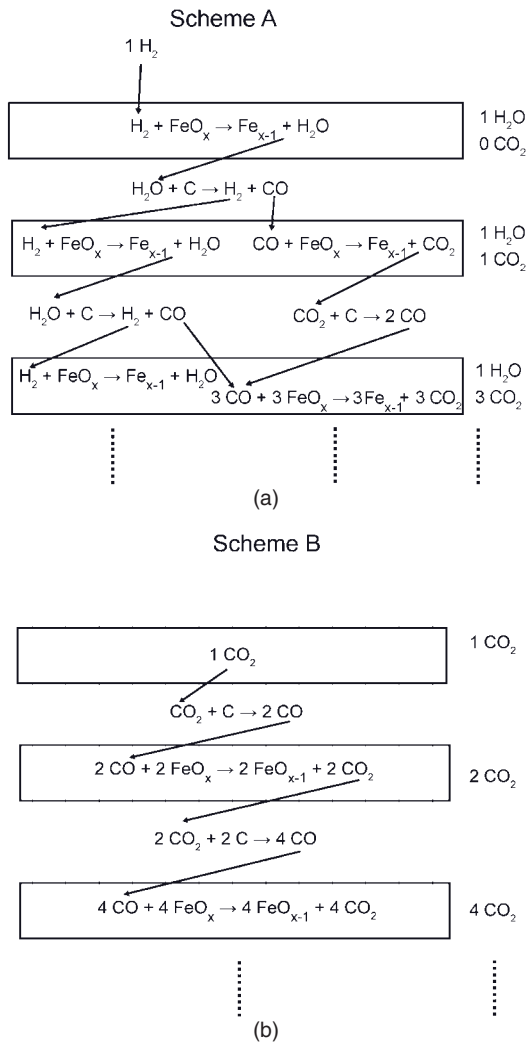 Scheme A
1 H₂
H₂ + FeOₓ → Feₓ₋₁ + H₂O
1 H₂O
0 CO₂
H₂O + C → H₂ + CO
H₂ + FeOₓ → Feₓ₋₁ + H₂O CO + FeOₓ → Feₓ₋₁ + CO₂
1 H₂O
1 CO₂
H₂O + C → H₂ + CO CO₂ + C → 2 CO
H₂ + FeOₓ → Feₓ₋₁ + H₂O
3 CO + 3 FeOₓ → 3Feₓ₋₁ + 3 CO₂
1 H₂O
3 CO₂
(a)
Scheme B
1 CO₂
1 CO₂
CO₂ + C → 2 CO
2 CO + 2 FeOₓ → 2 FeOₓ₋₁ + 2 CO₂
2 CO₂
2 CO₂ + 2 C → 4 CO
4 CO + 4 FeOₓ → 4 FeOₓ₋₁ + 4 CO₂
4 CO₂
(b)